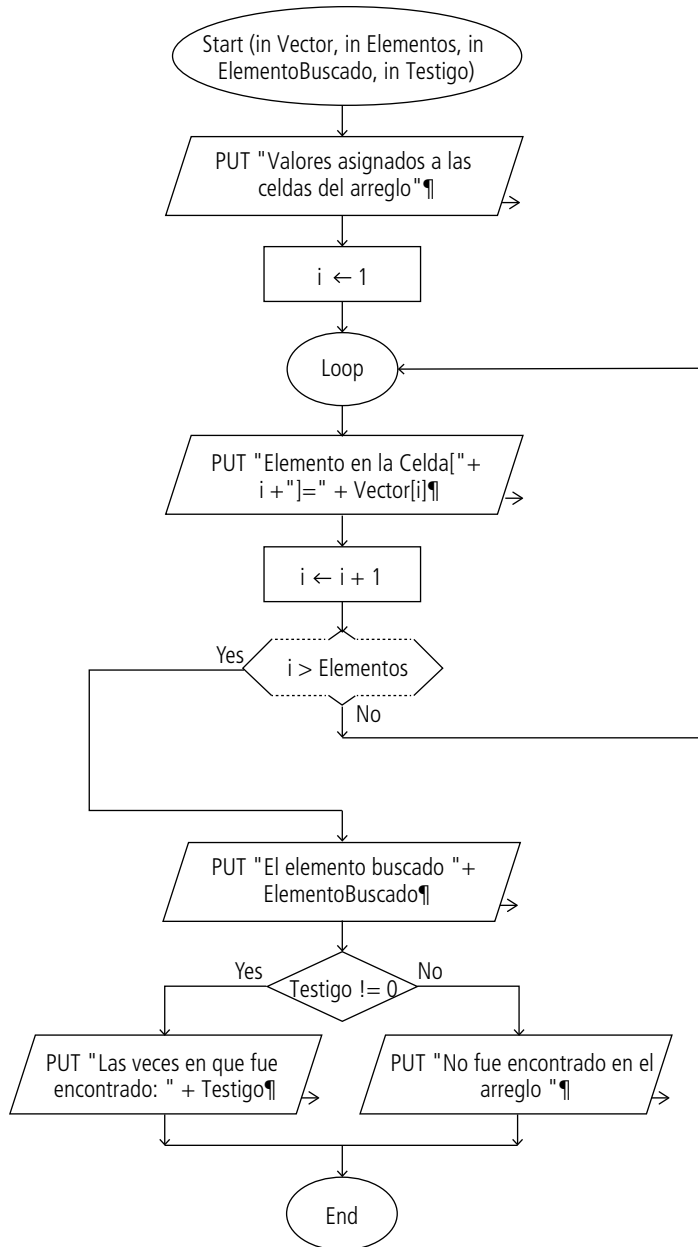 Start (in Vector, in Elementos, in
ElementoBuscado, in Testigo)
PUT "Valores asignados a las
celdas del arreglo"¶
i ← 1
Loop
PUT "Elemento en la Celda["+
i +"]=" + Vector[i]¶
i ← i + 1
Yes
i > Elementos
No
PUT "El elemento buscado "+
ElementoBuscado¶
Yes
No
Testigo != 0
PUT "Las veces en que fue
encontrado: " + Testigo¶
PUT "No fue encontrado en el
arreglo "¶
End